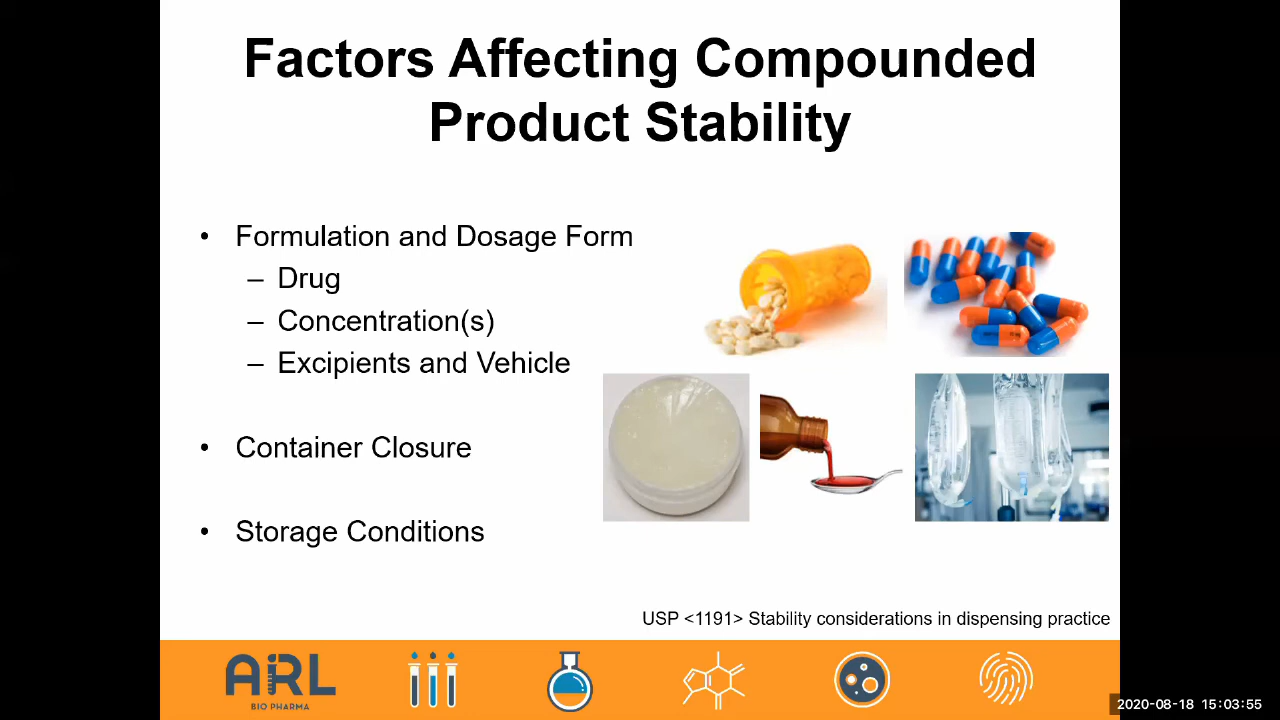 Factors Affecting Compounded
Product Stability
• Formulation and Dosage Form
– Drug
– Concentration(s)
– Excipients and Vehicle
• Container Closure
• Storage Conditions
USP <1191> Stability considerations in dispensing practice
ARL
BIO PHARMA
2020-08-18 15:03:55